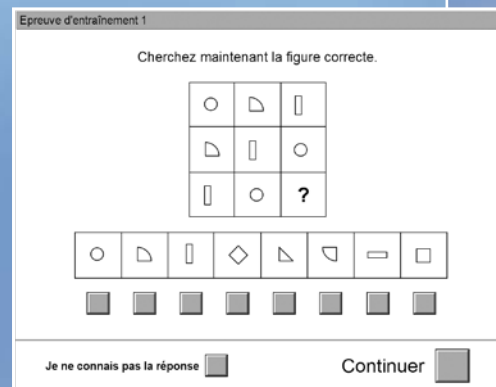 Epreuve d'entraînement 1
Cherchez maintenant la figure correcte.
?
Je ne connais pas la réponse
Continuer